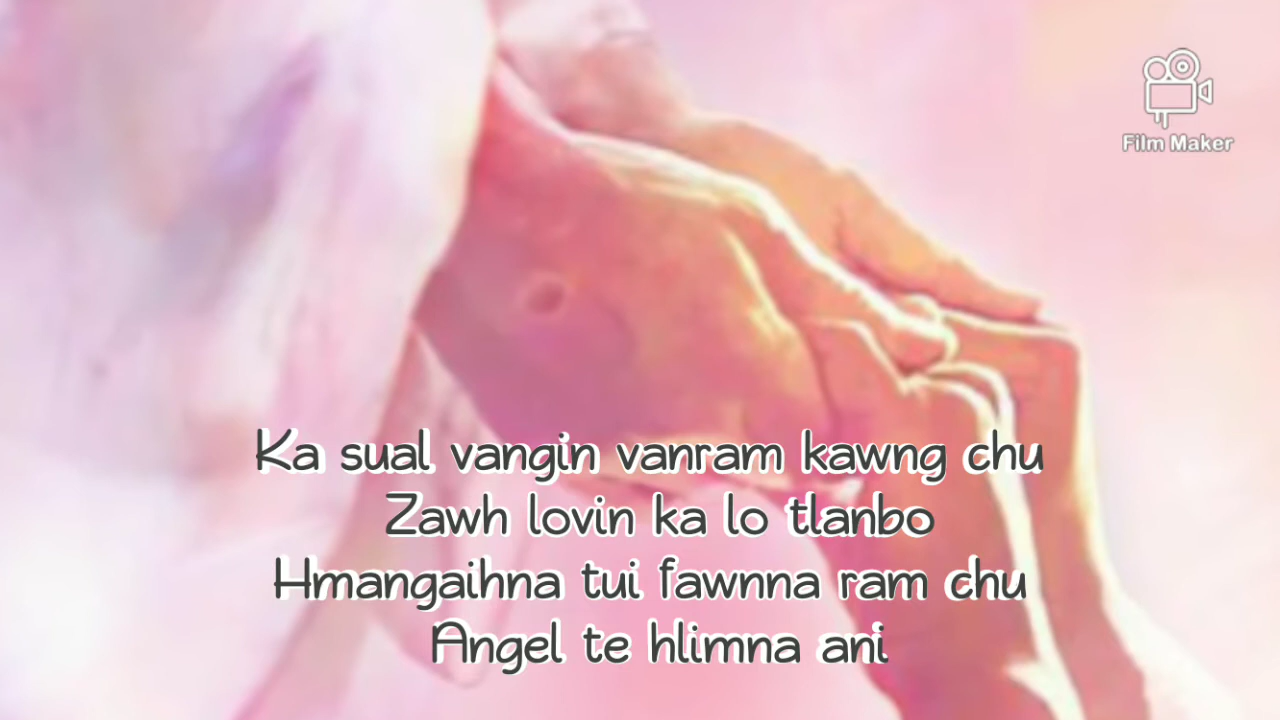 Film Maker
Ka sual vangin vanram kawng chu
Zawh lovin ka lo tlanbo
Hmangaihna tui fawnna ram chu
Angel te hlimna ani